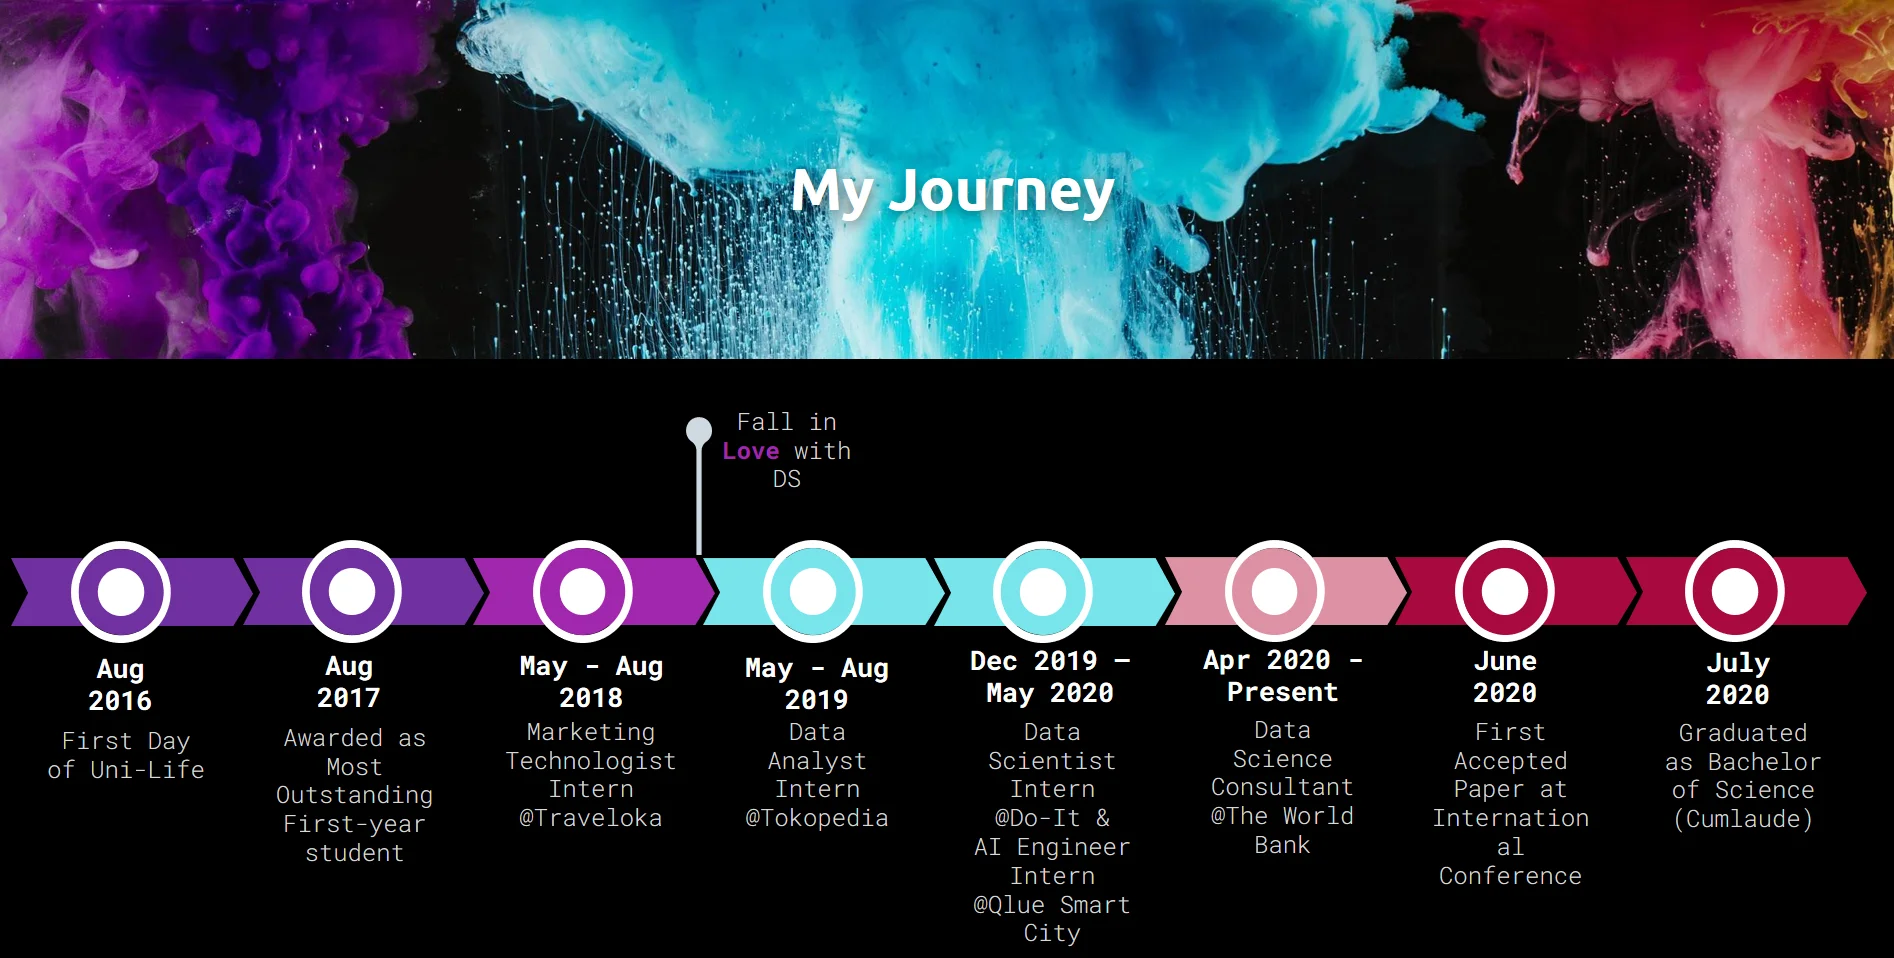 My Journey
Fall in
Love with
DS
Aug
2016
First Day
of Uni-Life
Aug
2017
Awarded as
Most
Outstanding
First-year
student
May - Aug
2018
Marketing
Technologist
Intern
@Traveloka
May - Aug
2019
Data
Analyst
Intern
@Tokopedia
Dec 2019 –
May 2020
Data
Scientist
Intern
@Do-It &
AI Engineer
Intern
@Qlue Smart
City
Apr 2020 -
Present
Data
Science
Consultant
@The World
Bank
June
2020
First
Accepted
Paper at
Internation
al
Conference
July
2020
Graduated
as Bachelor
of Science
(Cumlaude)